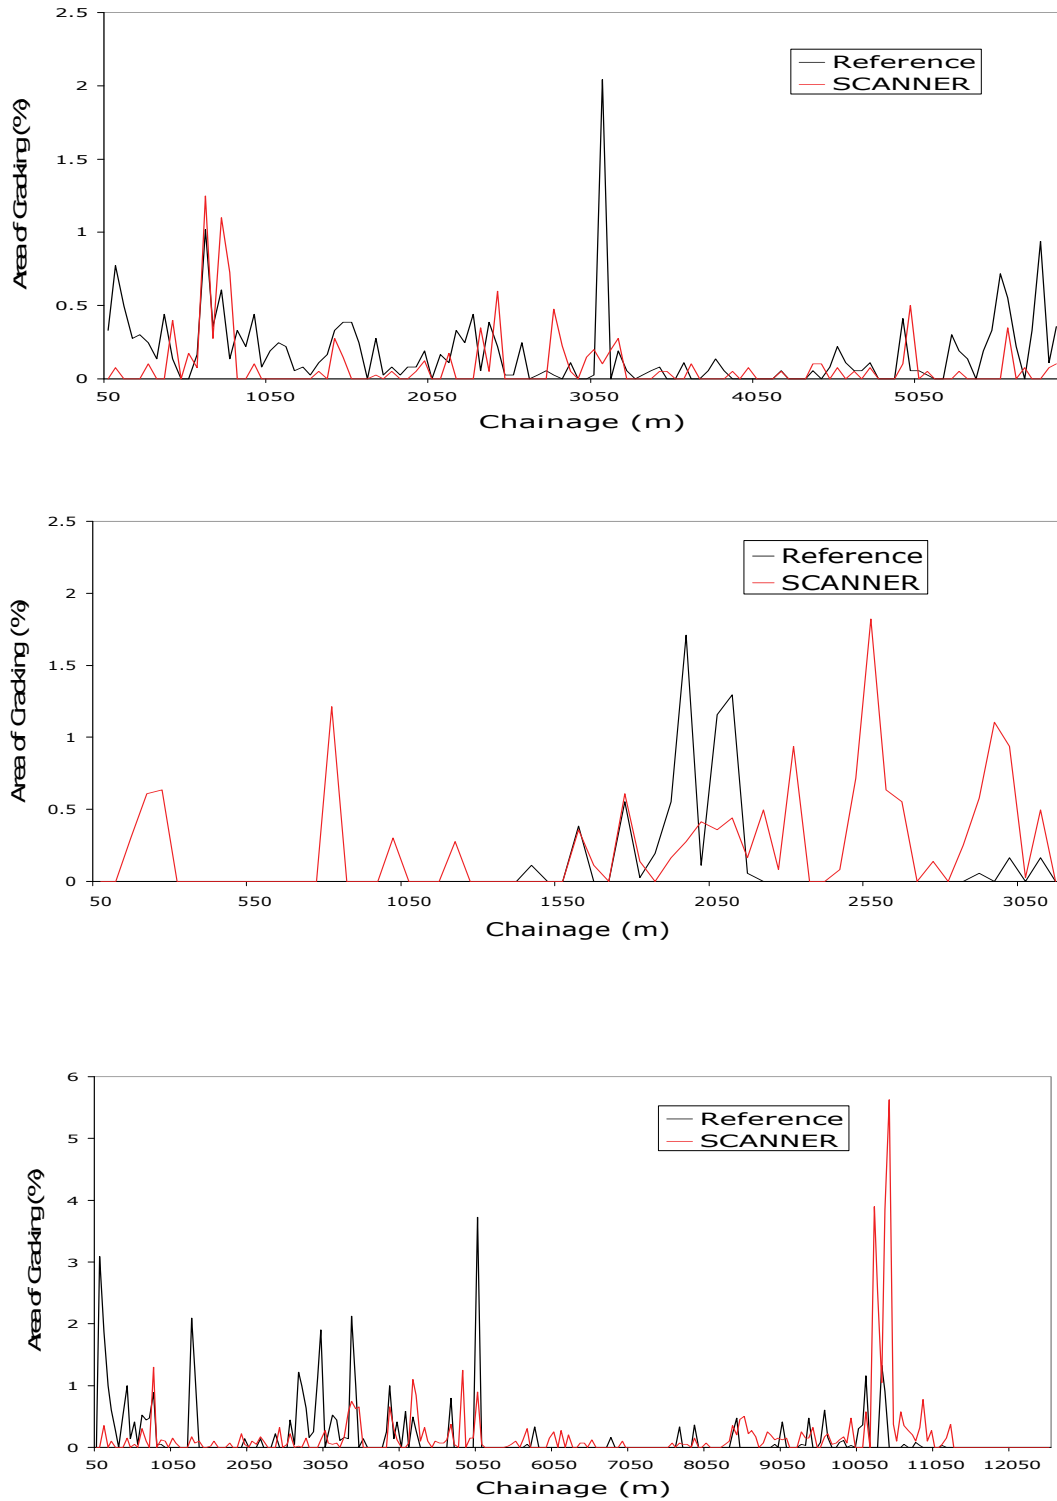 2.5
Reference
SCANNER
2
1.5
1
0.5
0
50 1050 2050 3050 4050 5050
Area of Cracking (%)
Chainage (m)
2.5
Reference
SCANNER
2
1.5
1
0.5
0
50 550 1050 1550 2050 2550 3050
Area of Cracking (%)
Chainage (m)
6
Reference
SCANNER
5
4
3
2
1
0
50 1050 2050 3050 4050 5050 6050 7050 8050 9050 10050 11050 12050
Area of Cracking (%)
Chainage (m)